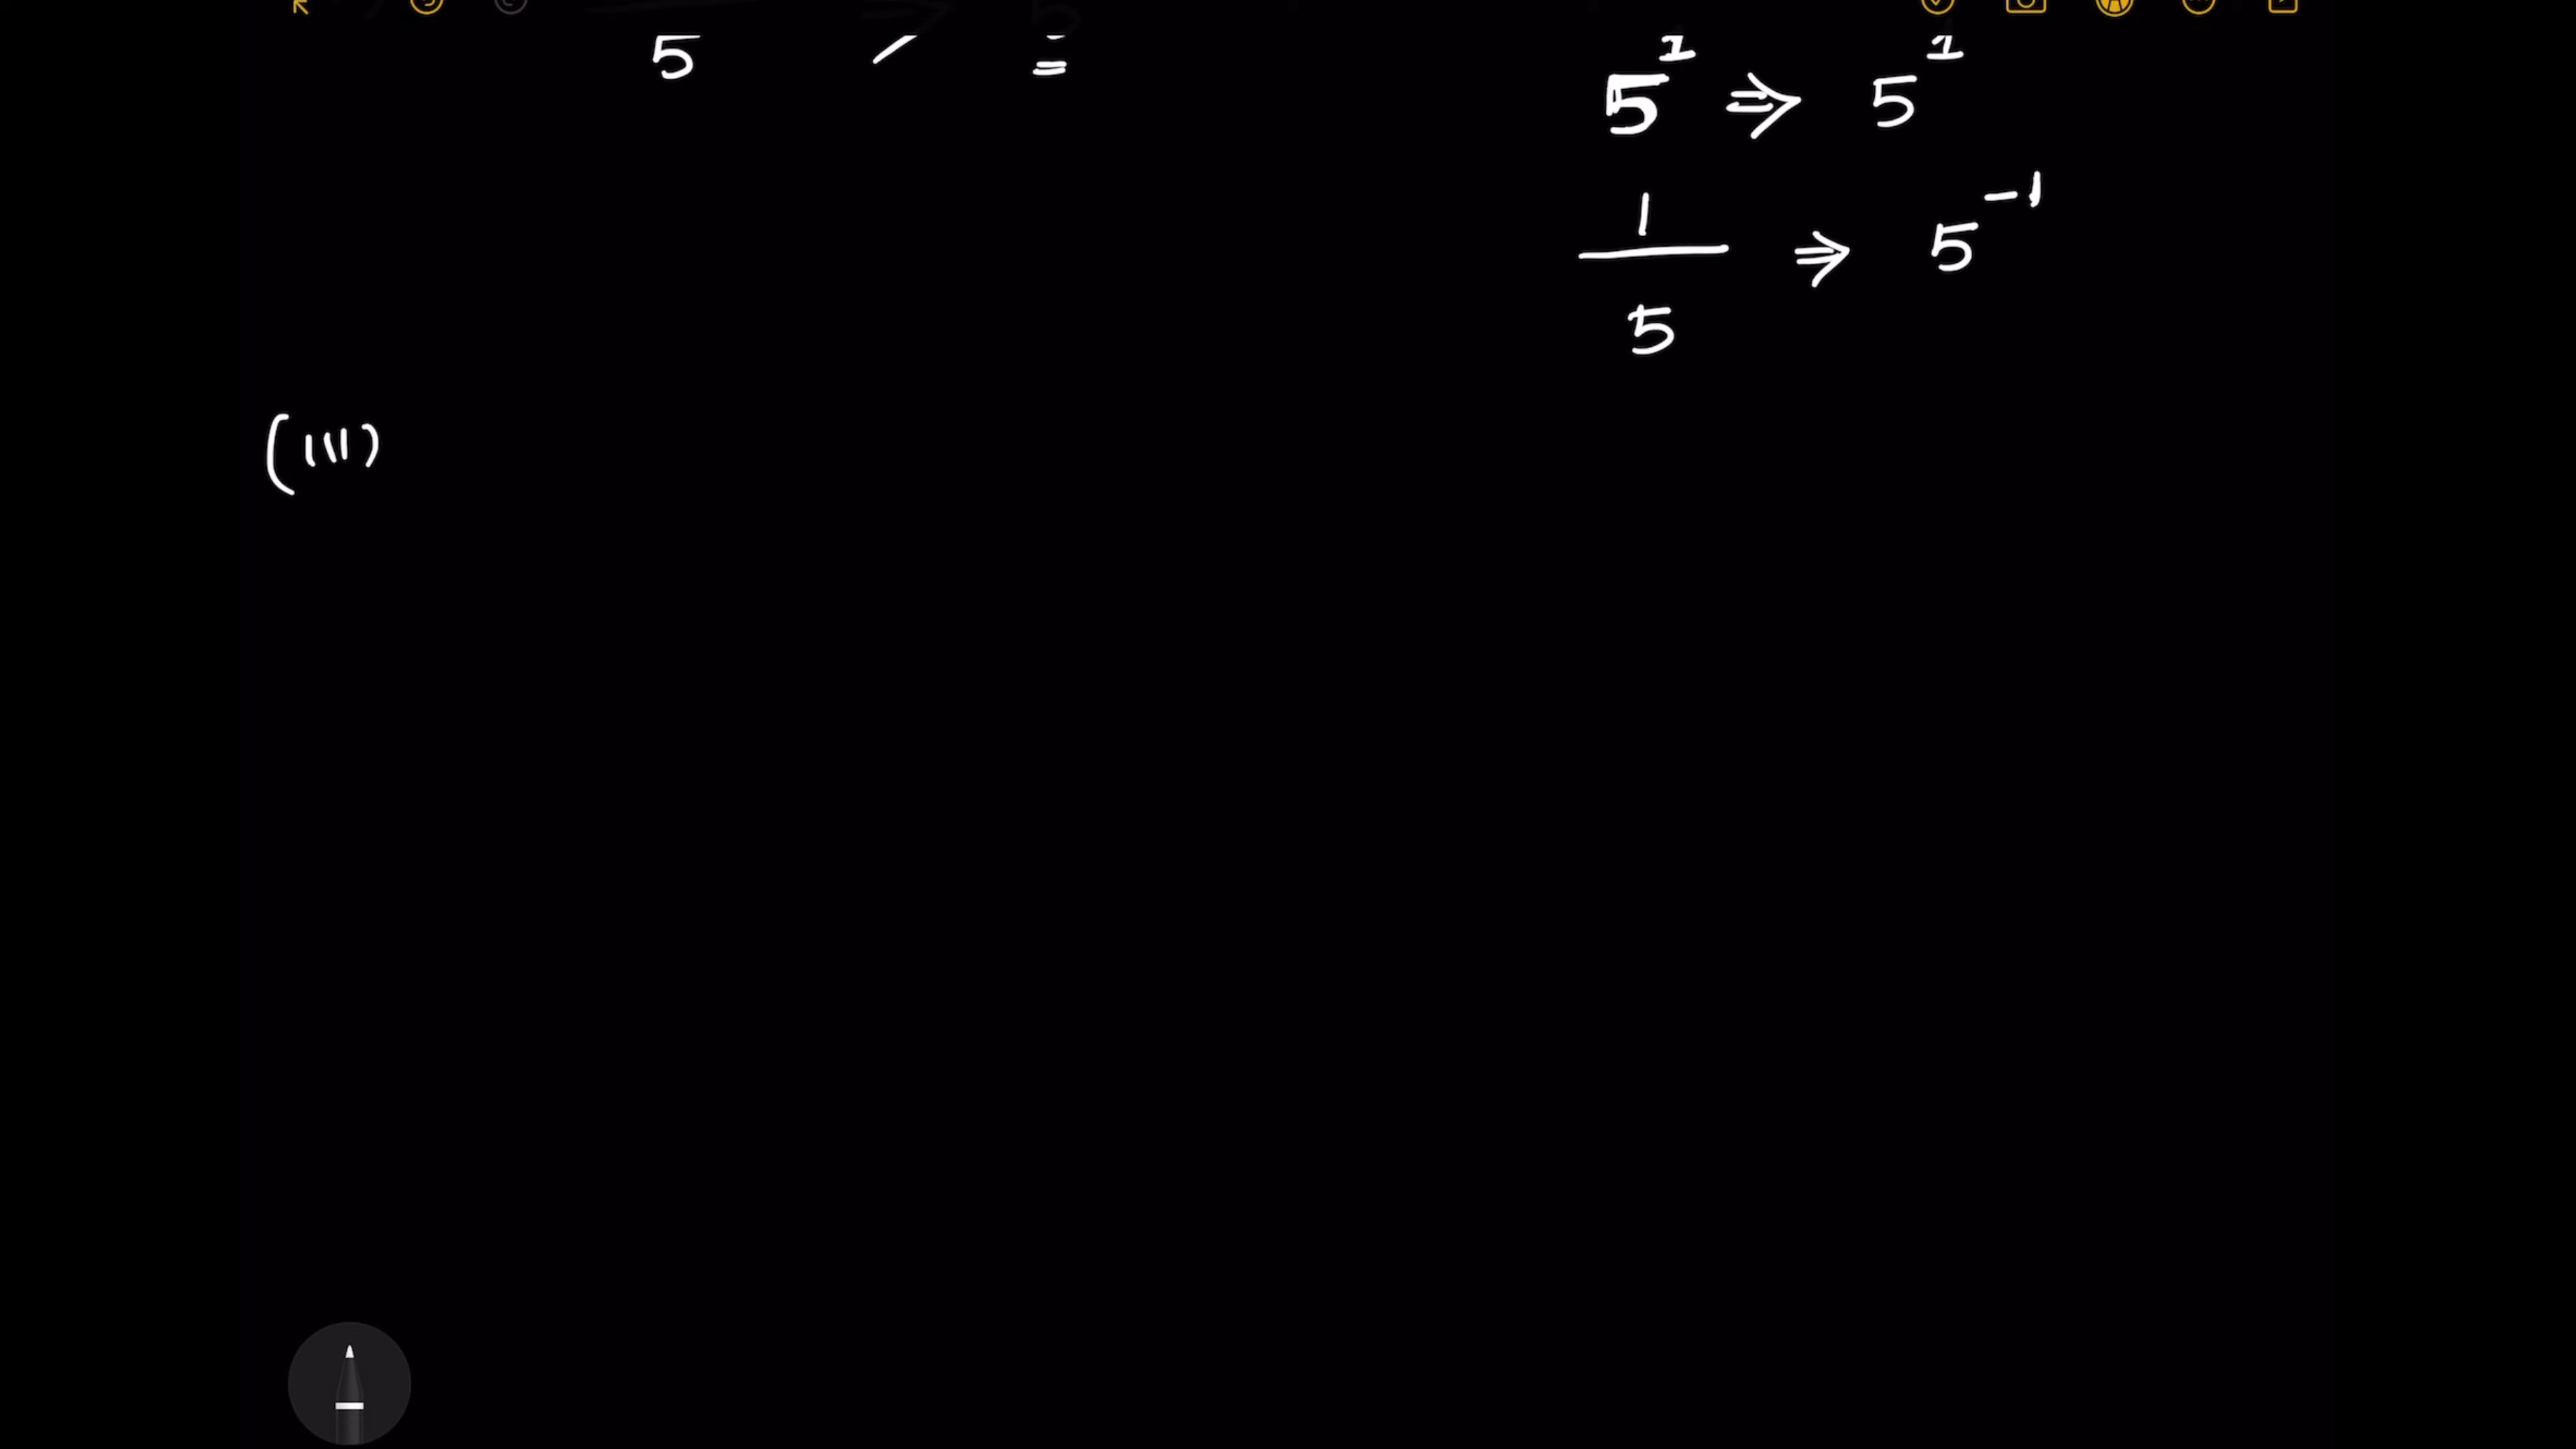 5
5¹ ⇒ 5¹
1
— ⇒ 5⁻¹
5
(III)